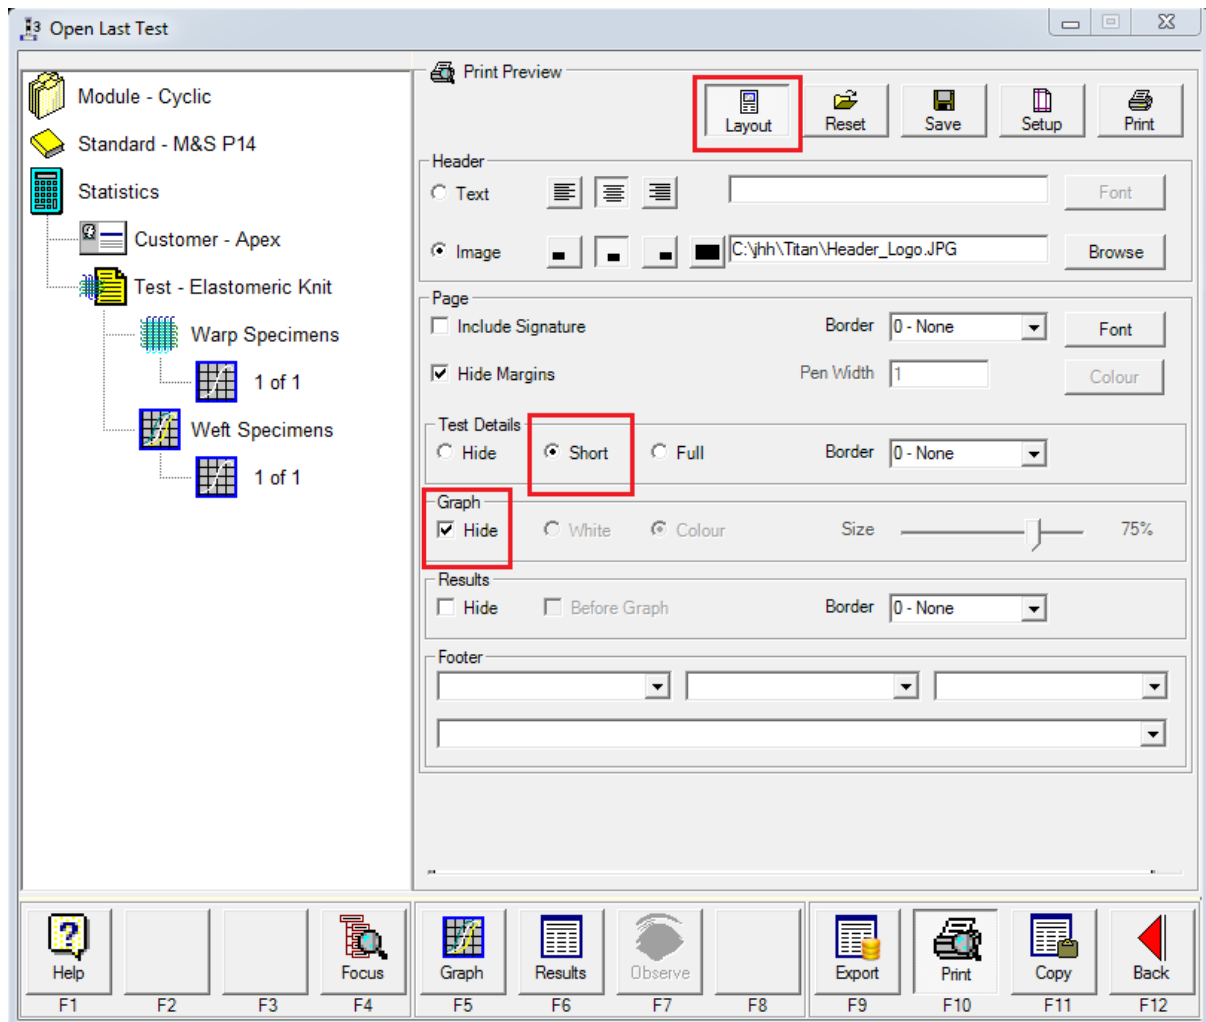 Open Last Test
Module - Cyclic
Standard - M&S P14
Statistics
Customer - Apex
Test - Elastomeric Knit
Warp Specimens
1 of 1
Weft Specimens
1 of 1
Print Preview
Layout Reset Save Setup Print
Header
Text Font
Image C:\jhh\Titan\Header_Logo.JPG Browse
Page
Include Signature Border 0 - None Font
Hide Margins Pen Width 1 Colour
Test Details
Hide Short Full Border 0 - None
Graph
Hide White Colour Size 75%
Results
Hide Before Graph Border 0 - None
Footer
Help Focus Graph Results Observe Export Print Copy Back
F1 F2 F3 F4 F5 F6 F7 F8 F9 F10 F11 F12